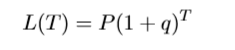 L(T) = P(1 + q)^T